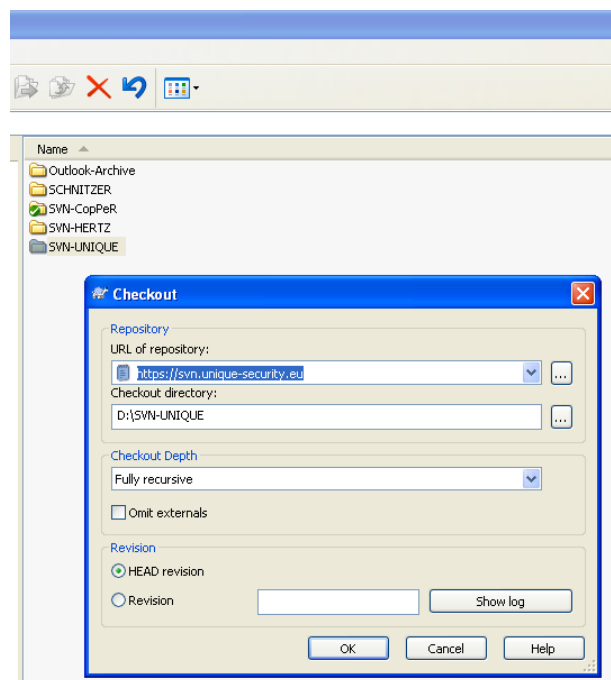 Name
Outlook-Archive
SCHNITZER
SVN-CopPeR
SVN-HERTZ
SVN-UNIQUE
Checkout
Repository
URL of repository:
https://svn.unique-security.eu
...
Checkout directory:
D:\SVN-UNIQUE
...
Checkout Depth
Fully recursive
Omit externals
Revision
HEAD revision
Revision
Show log
OK Cancel Help